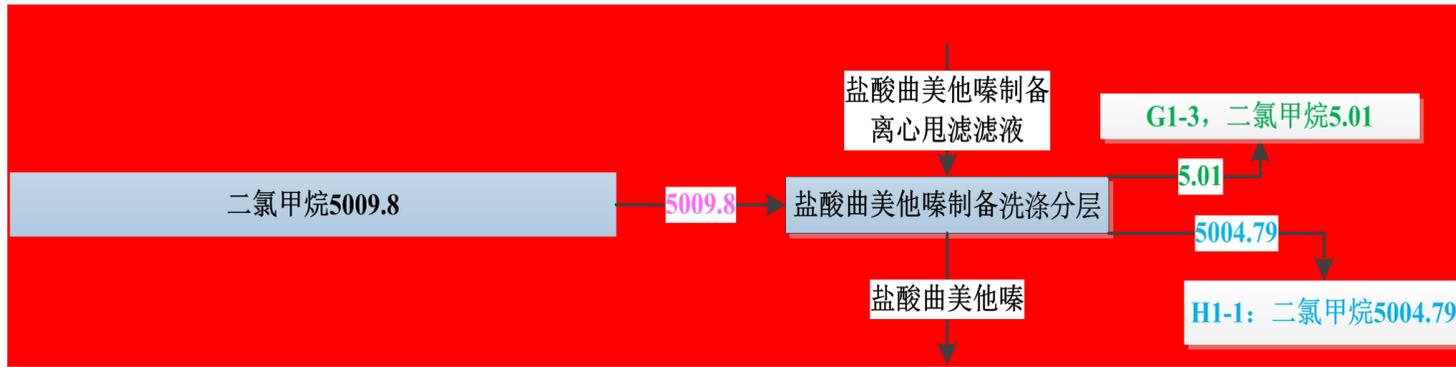 盐酸曲美他嗪制备
离心甩滤滤液
G1-3，二氯甲烷5.01
5.01
二氯甲烷5009.8
5009.8
盐酸曲美他嗪制备洗涤分层
5004.79
盐酸曲美他嗪
H1-1：二氯甲烷5004.79